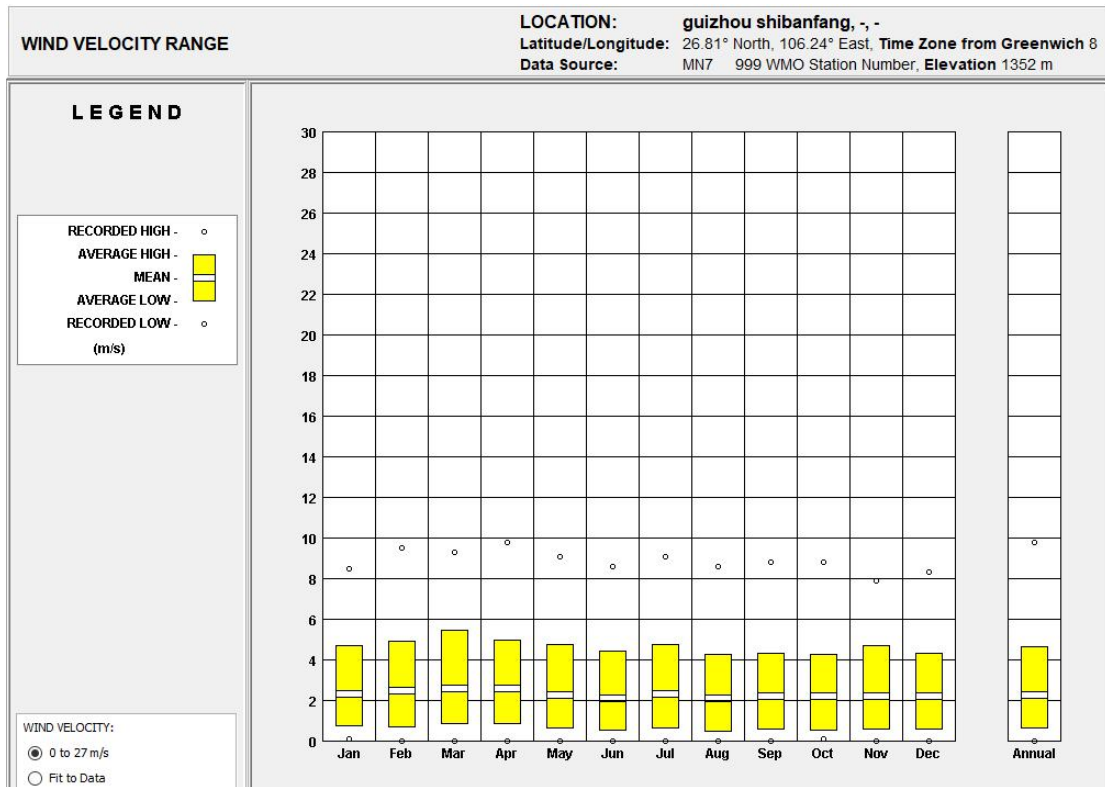 WIND VELOCITY RANGE
LOCATION: guizhou shibanfang, -, -
Latitude/Longitude: 26.81° North, 106.24° East, Time Zone from Greenwich 8
Data Source: MN7 999 WMO Station Number, Elevation 1352 m
LEGEND
RECORDED HIGH -
AVERAGE HIGH -
MEAN -
AVERAGE LOW -
RECORDED LOW -
(m/s)
WIND VELOCITY:
0 to 27 m/s
Fit to Data
30
28
26
24
22
20
18
16
14
12
10
8
6
4
2
0
Jan Feb Mar Apr May Jun Jul Aug Sep Oct Nov Dec Annual